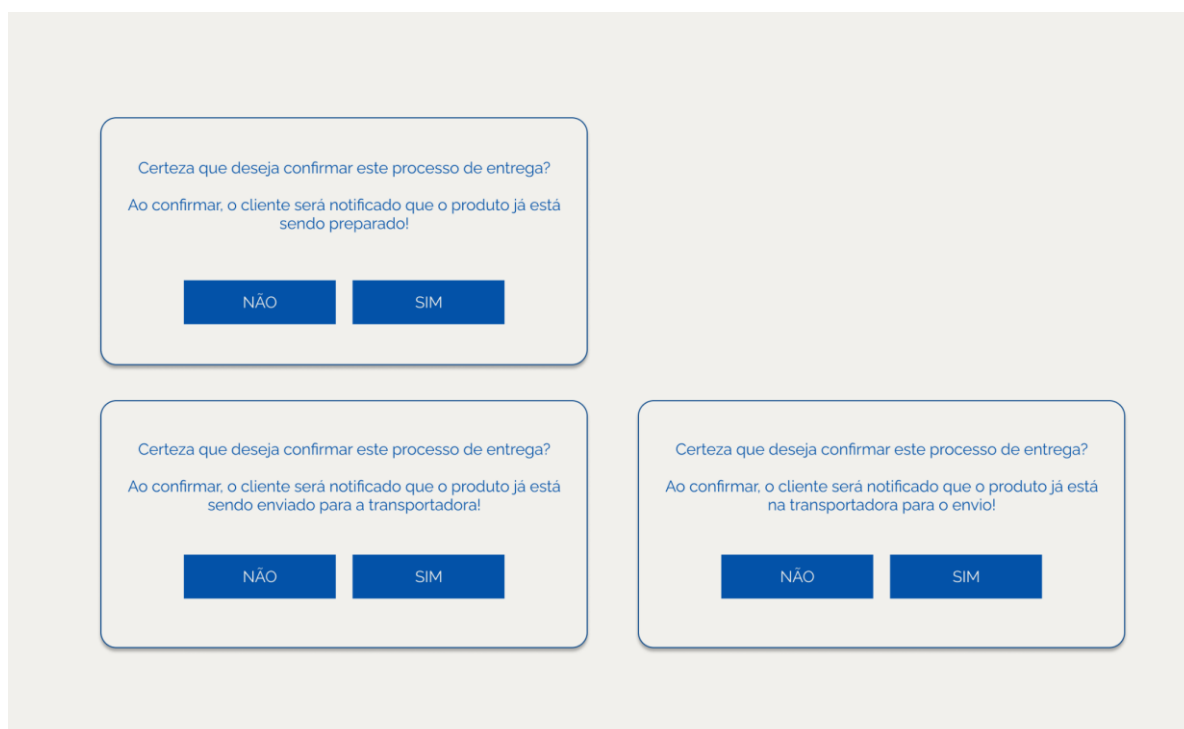 Certeza que deseja confirmar este processo de entrega?
Ao confirmar, o cliente será notificado que o produto já está
sendo preparado!
NÃO
SIM
Certeza que deseja confirmar este processo de entrega?
Ao confirmar, o cliente será notificado que o produto já está
sendo enviado para a transportadora!
NÃO
SIM
Certeza que deseja confirmar este processo de entrega?
Ao confirmar, o cliente será notificado que o produto já está
na transportadora para o envio!
NÃO
SIM